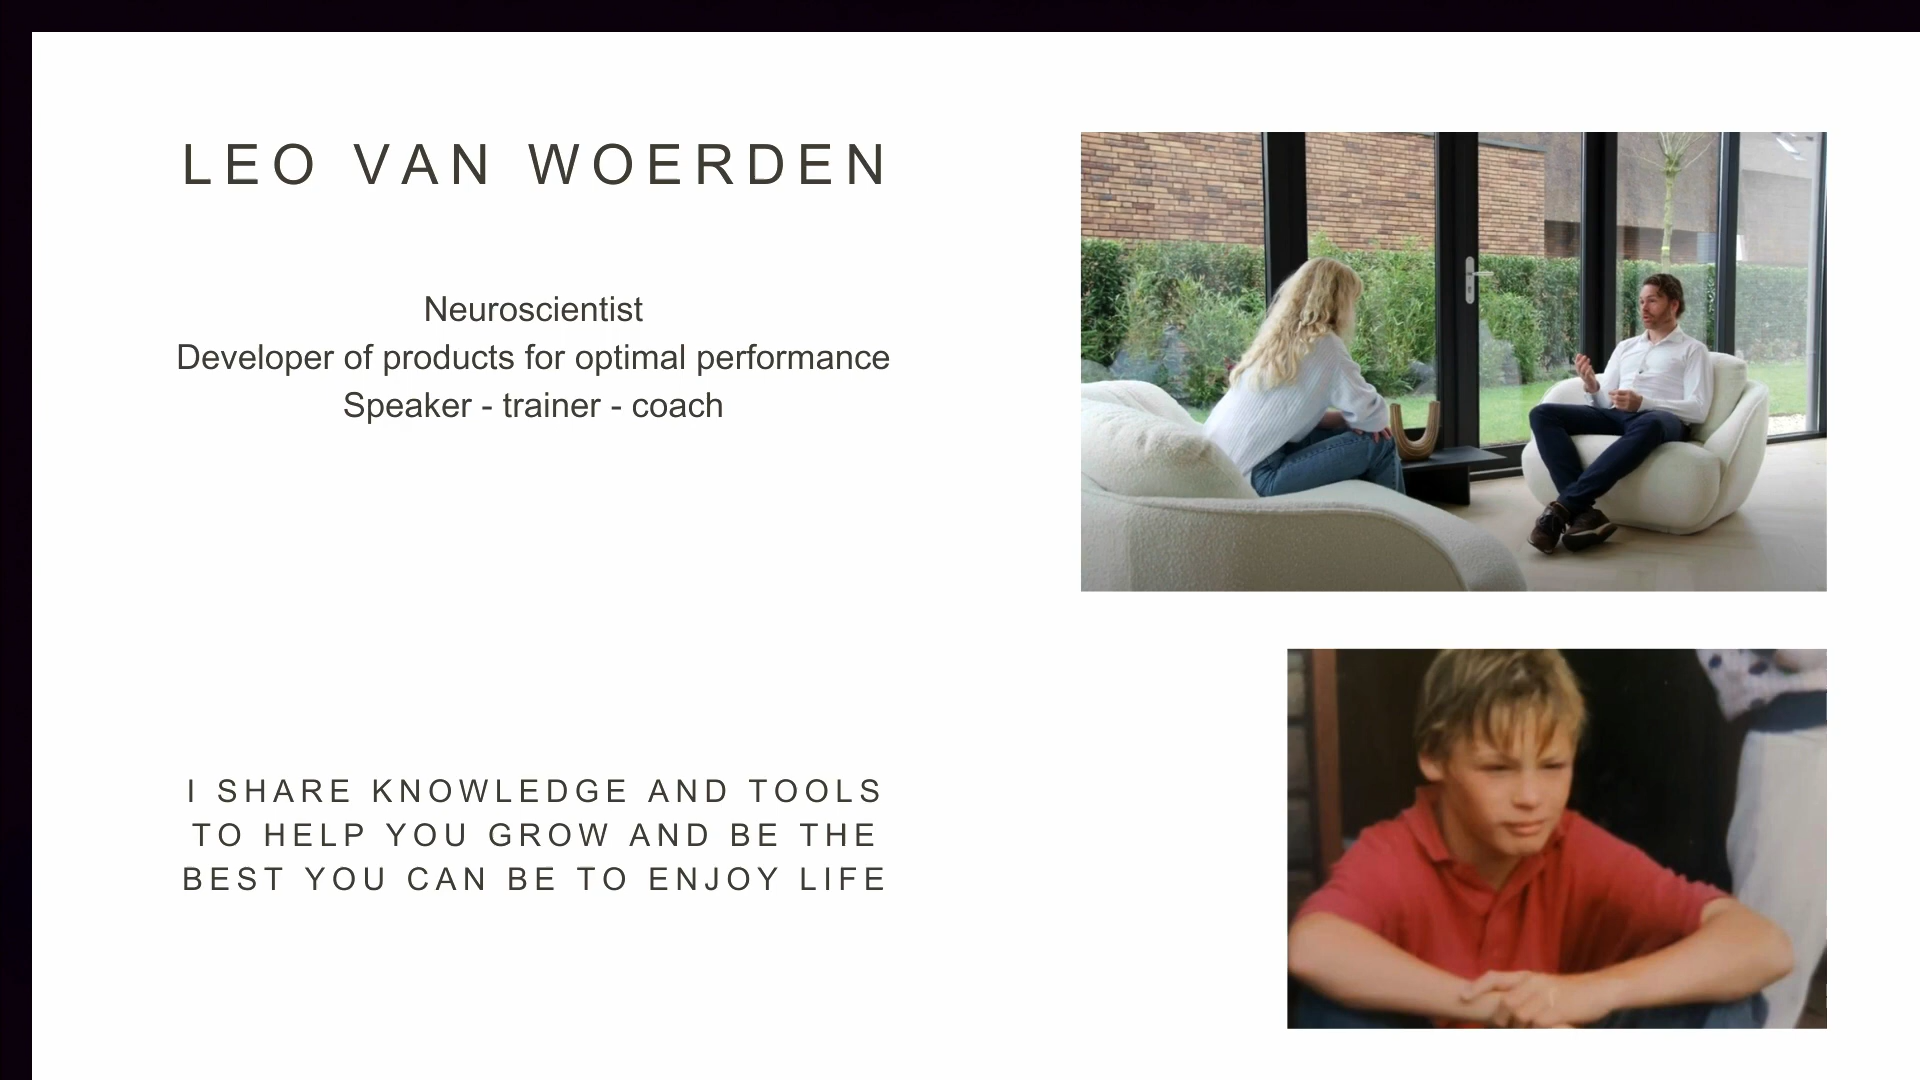 LEO VAN WOERDEN
Neuroscientist
Developer of products for optimal performance
Speaker - trainer - coach
I SHARE KNOWLEDGE AND TOOLS
TO HELP YOU GROW AND BE THE
BEST YOU CAN BE TO ENJOY LIFE